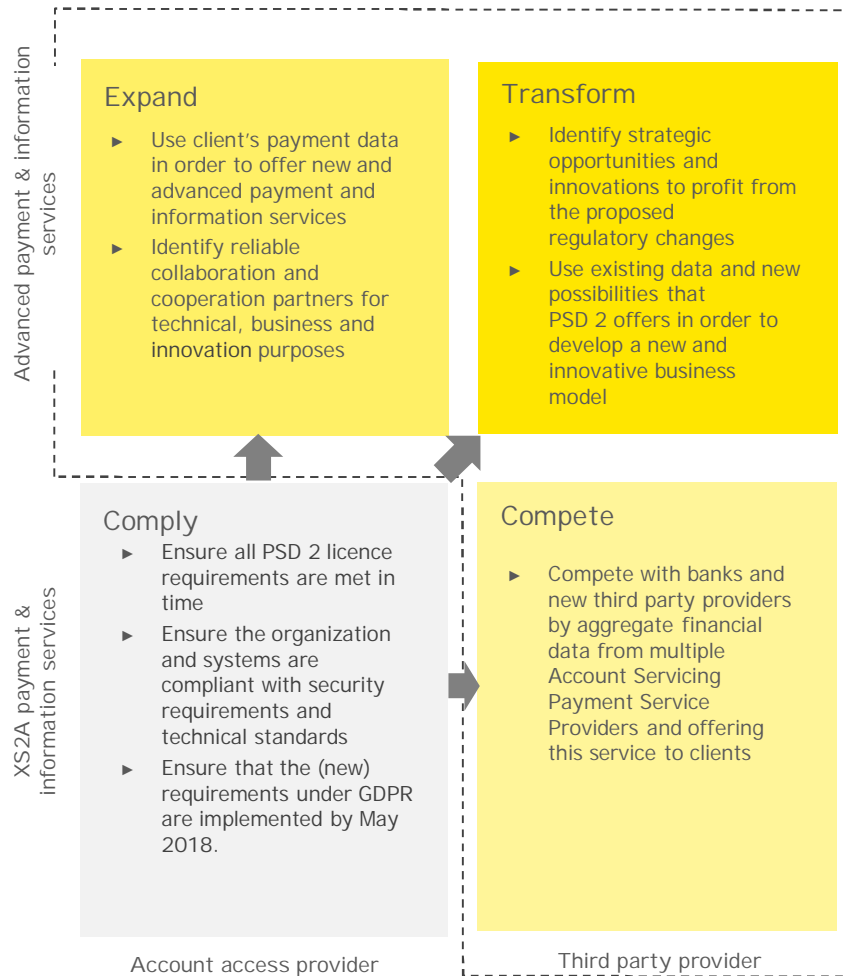 Advanced payment & information
services
Expand
► Use client's payment data
in order to offer new and
advanced payment and
information services
► Identify reliable
collaboration and
cooperation partners for
technical, business and
innovation purposes
Transform
► Identify strategic
opportunities and
innovations to profit from
the proposed
regulatory changes
► Use existing data and new
possibilities that
PSD 2 offers in order to
develop a new and
innovative business
model
XS2A payment &
information services
Comply
► Ensure all PSD 2 licence
requirements are met in
time
► Ensure the organization
and systems are
compliant with security
requirements and
technical standards
► Ensure that the (new)
requirements under GDPR
are implemented by May
2018.
Compete
► Compete with banks and
new third party providers
by aggregate financial
data from multiple
Account Servicing
Payment Service
Providers and offering
this service to clients
Account access provider
Third party provider